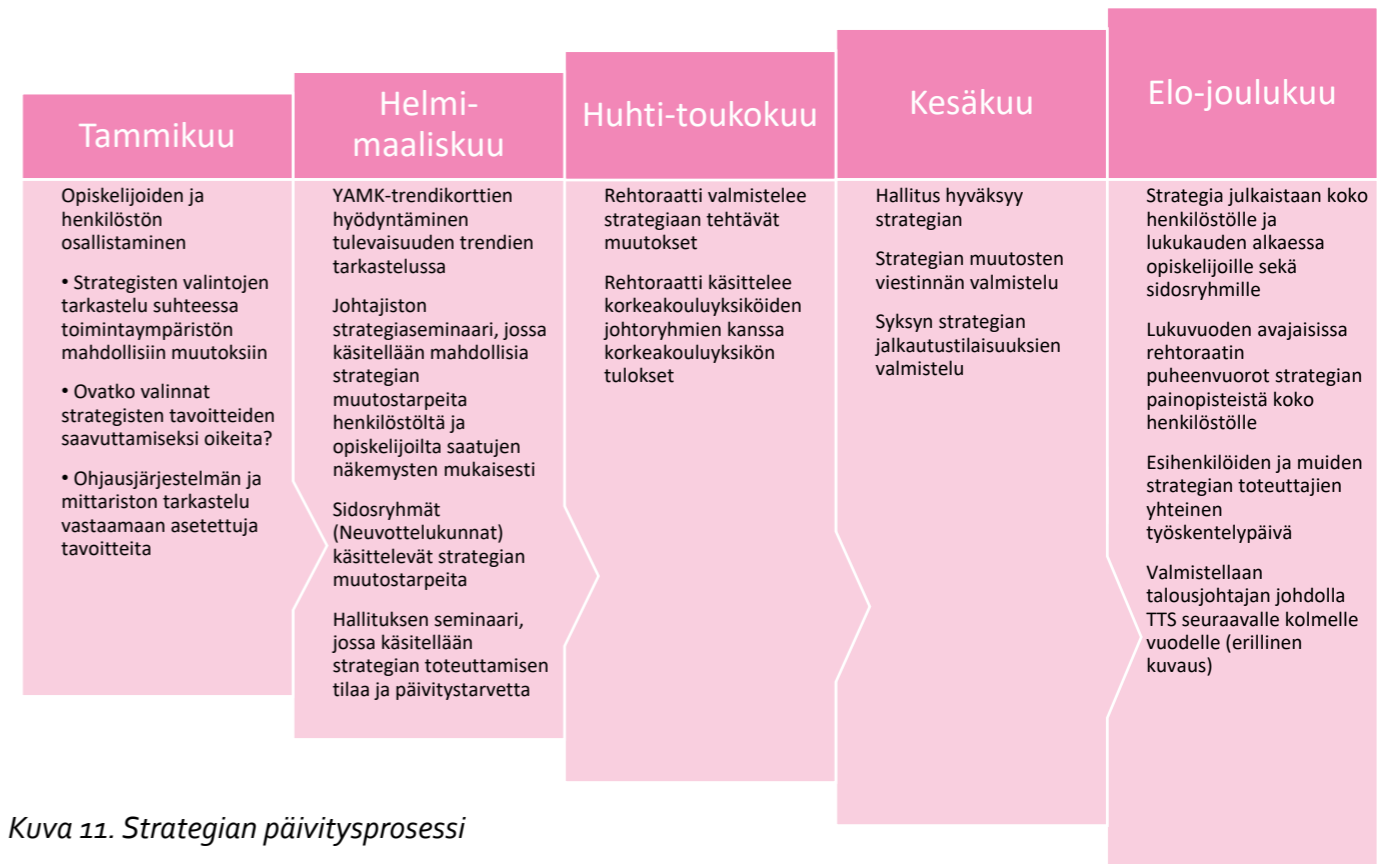 Tammikuu
Opiskelijoiden ja
henkilöstön
osallistaminen
• Strategisten valintojen
tarkastelu suhteessa
toimintaympäristön
mahdollisiin muutoksiin
• Ovatko valinnat
strategisten tavoitteiden
saavuttamiseksi oikeita?
• Ohjausjärjestelmän ja
mittariston tarkastelu
vastaamaan asetettuja
tavoitteita
Helmi-
maaliskuu
YAMK-trendikorttien
hyödyntäminen
tulevaisuuden trendien
tarkastelussa
Johtajiston
strategiaseminaari, jossa
käsitellään mahdollisia
strategian
muutostarpeita
henkilöstöltä ja
opiskelijoilta saatujen
näkemysten mukaisesti
Sidosryhmät
(Neuvottelukunnat)
käsittelevät strategian
muutostarpeita
Hallituksen seminaari,
jossa käsitellään
strategian toteuttamisen
tilaa ja päivitystarvetta
Huhti-toukokuu
Rehtoraatti valmistelee
strategiaan tehtävät
muutokset
Rehtoraatti käsittelee
korkeakouluyksiköiden
johtoryhmien kanssa
korkeakouluyksikön
tulokset
Kesäkuu
Hallitus hyväksyy
strategian
Strategian muutosten
viestinnän valmistelu
Syksyn strategian
jalkautustilaisuuksien
valmistelu
Elo-joulukuu
Strategia julkaistaan koko
henkilöstölle ja
lukukauden alkaessa
opiskelijoille sekä
sidosryhmille
Lukuvuoden avajaisissa
rehtoraatin
puheenvuorot strategian
painopisteistä koko
henkilöstölle
Esihenkilöiden ja muiden
strategian toteuttajien
yhteinen
työskentelypäivä
Valmistellaan
talousjohtajan johdolla
TTS seuraavalle kolmelle
vuodelle (erillinen
kuvaus)
Kuva 11. Strategian päivitysprosessi